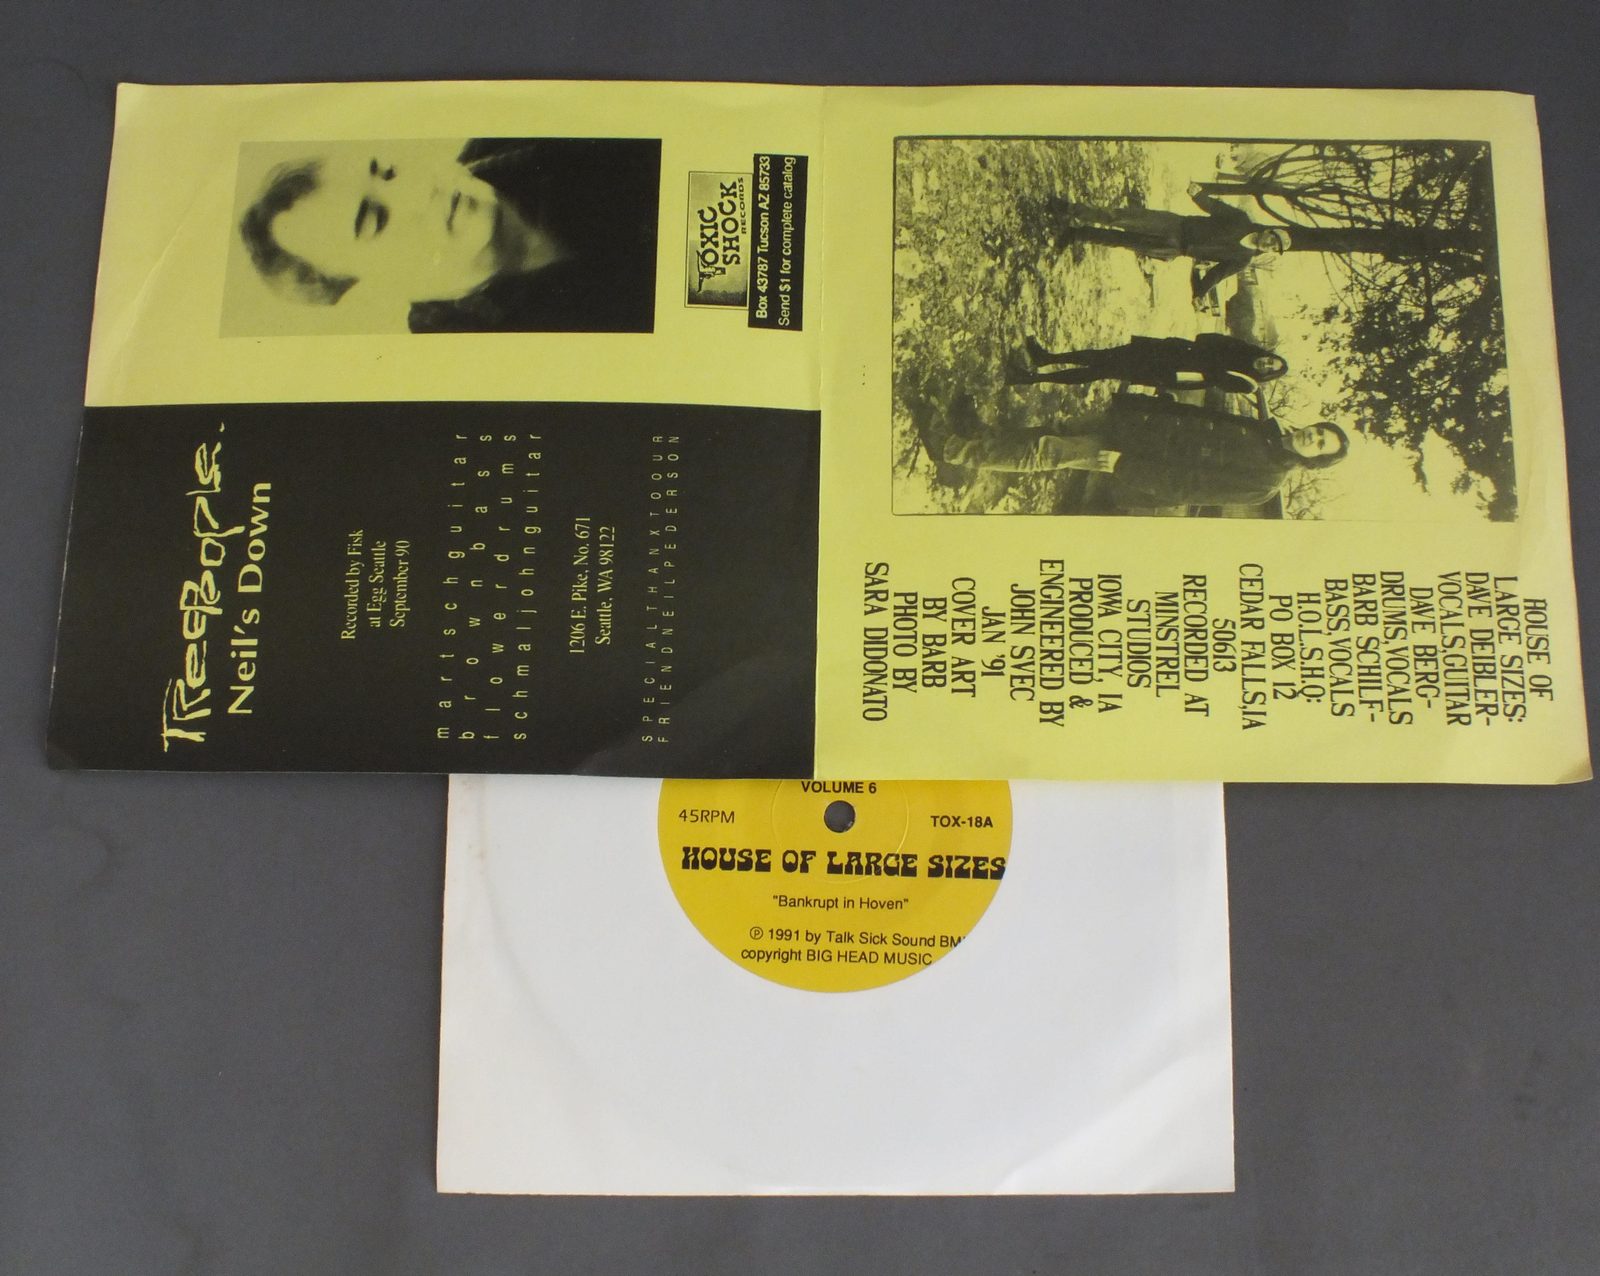 TReePeople.
Neil's Down
Recorded by Fisk
at Egg Seattle
September 90
martschguitar
brownbass
flowerdrums
schmaljohnguitar
1206 E. Pike, No. 671
Seattle, WA 98122
SPECIALTHANXTOOUR
FRIENDNEILPEDERSON
TOXIC
SHOCK
RECORDS
Box 43787 Tucson AZ 85733
Send $1 for complete catalog
HOUSE OF
LARGE SIZES:
DAVE DEIBLER-
VOCALS,GUITAR
DAVE BERG-
DRUMS,VOCALS
BARB SCHILF-
BASS,VOCALS
H.O.L.S.H.Q:
PO BOX 12
CEDAR FALLS,IA
50613
RECORDED AT
MINSTREL
STUDIOS
IOWA CITY, IA
PRODUCED &
ENGINEERED BY
JOHN SVEC
JAN '91
COVER ART
BY BARB
PHOTO BY
SARA DIDONATO
VOLUME 6
45RPM
TOX-18A
HOUSE OF LARGE SIZES
"Bankrupt in Hoven"
℗ 1991 by Talk Sick Sound BMI
copyright BIG HEAD MUSIC